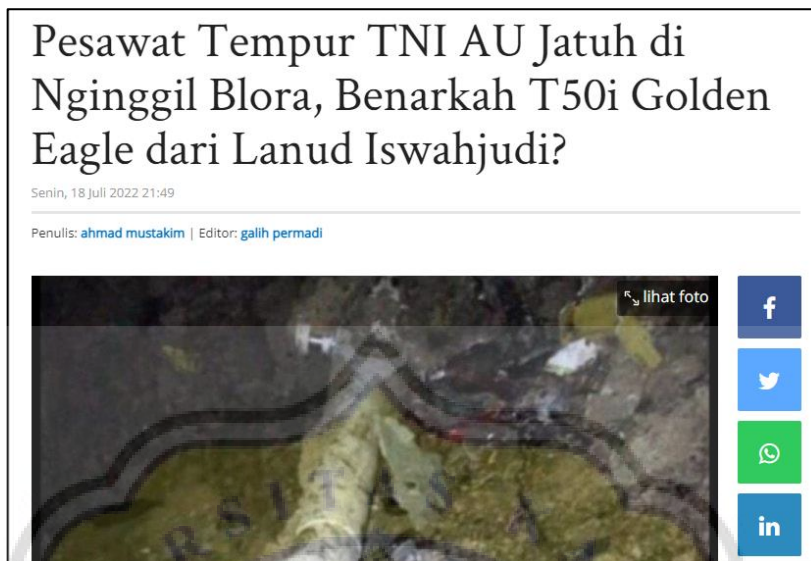 Pesawat Tempur TNI AU Jatuh di
Nginggil Blora, Benarkah T50i Golden
Eagle dari Lanud Iswahjudi?
Senin, 18 Juli 2022 21:49
Penulis: ahmad mustakim | Editor: galih permadi
lihat foto
f
in